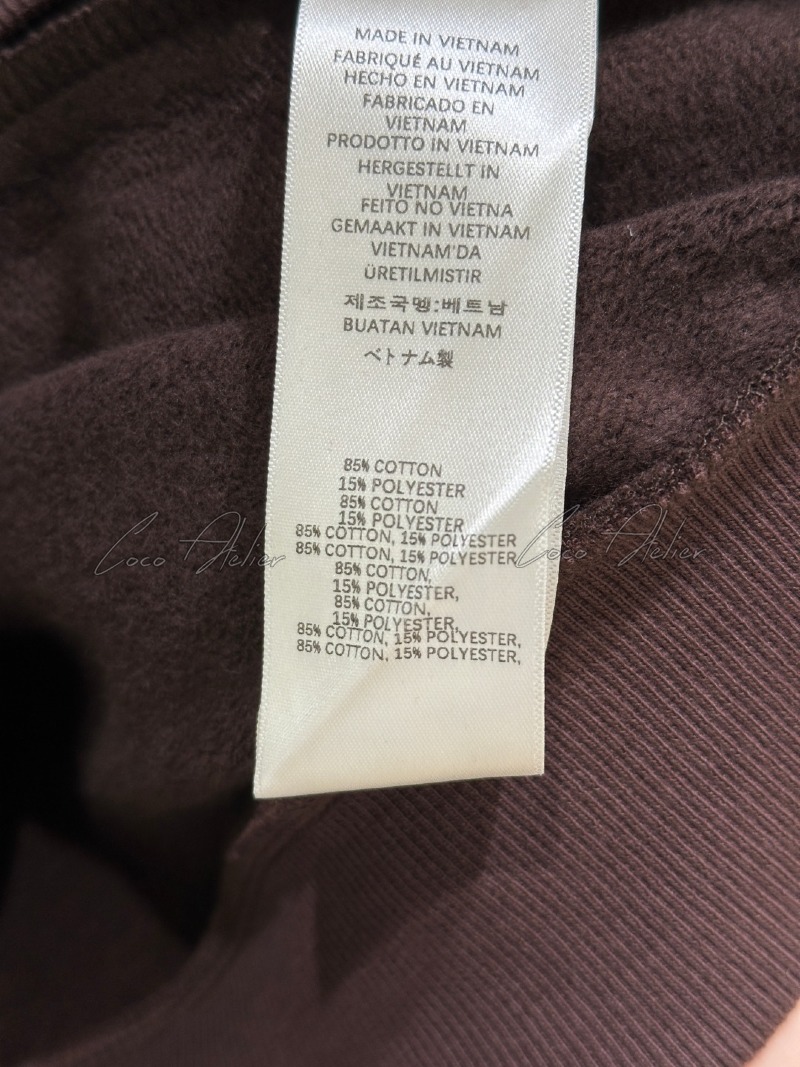 MADE IN VIETNAM
FABRIQUÉ AU VIETNAM
HECHO EN VIETNAM
FABRICADO EN
VIETNAM
PRODOTTO IN VIETNAM
HERGESTELLT IN
VIETNAM
FEITO NO VIETNA
GEMAAKT IN VIETNAM
VIETNAM'DA
ÜRETILMISTIR
제조국멩:베트남
BUATAN VIETNAM
ベトナム製
85% COTTON
15% POLYESTER
85% COTTON
15% POLYESTER
85% COTTON, 15% POLYESTER
85% COTTON, 15% POLYESTER
Coco Atelier
Coco Atelier
85% COTTON,
15% POLYESTER,
85% COTTON,
15% POLYESTER,
85% COTTON, 15% POLYESTER,
85% COTTON, 15% POLYESTER,